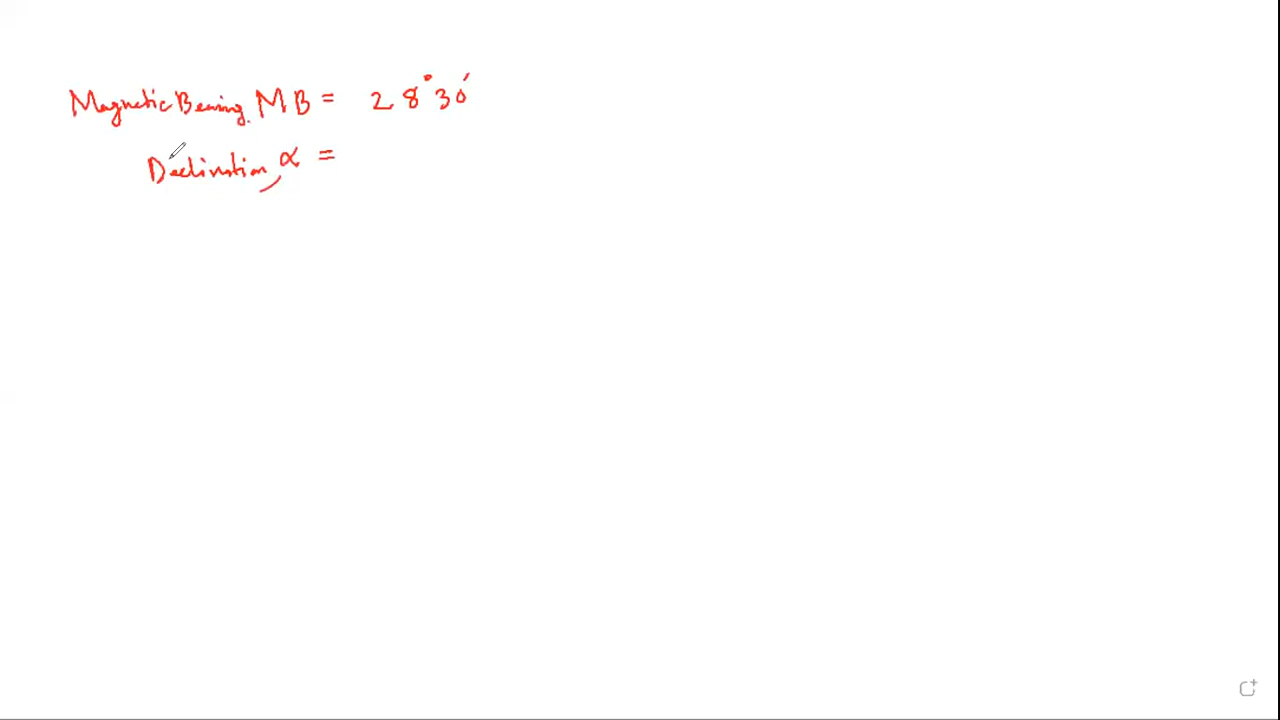 Magnetic Bearing, MB = 28°30'
Declination, α =